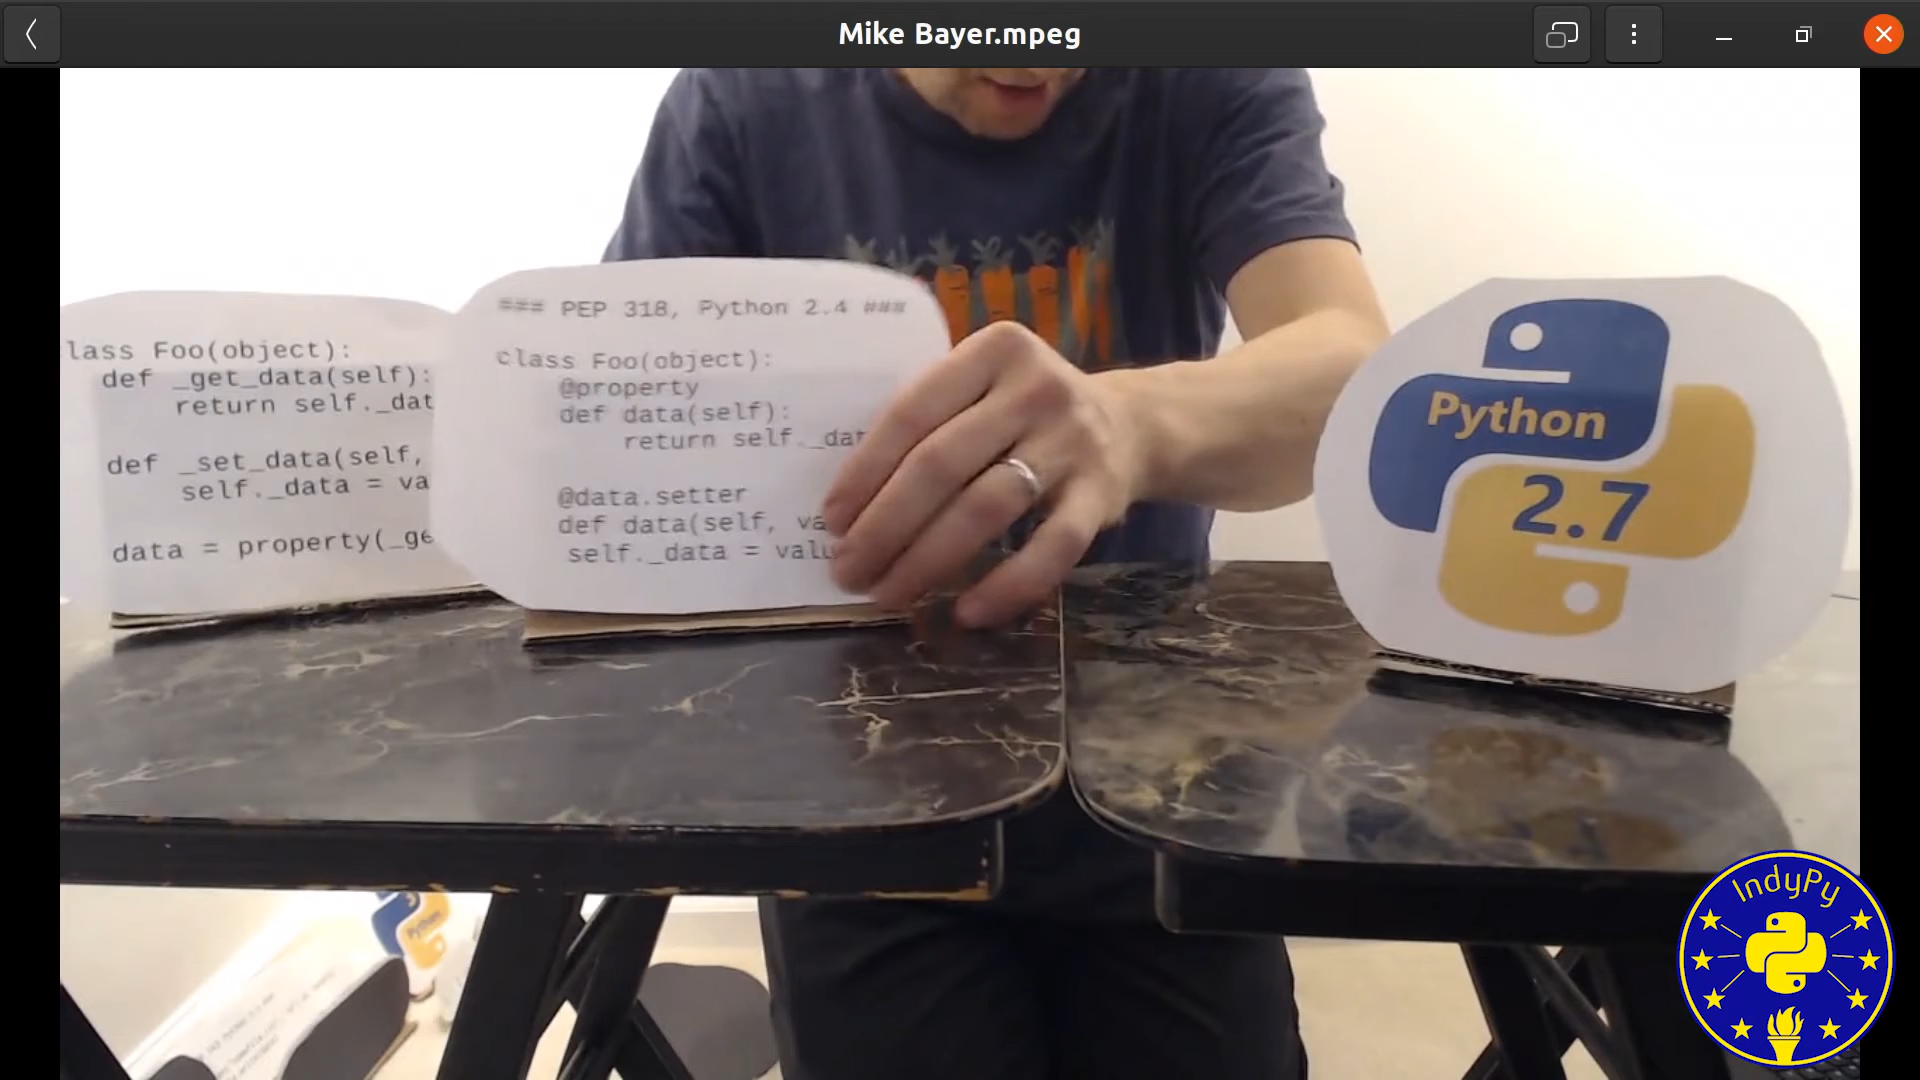 Mike Bayer.mpeg
lass Foo(object):
def _get_data(self):
return self._dat
def _set_data(self,
self._data = va
data = property(_ge
=== PEP 318, Python 2.4 ###
class Foo(object):
@property
def data(self):
return self._dat
@data.setter
def data(self, va
self._data = valu
Python
2.7
Python
IndyPy